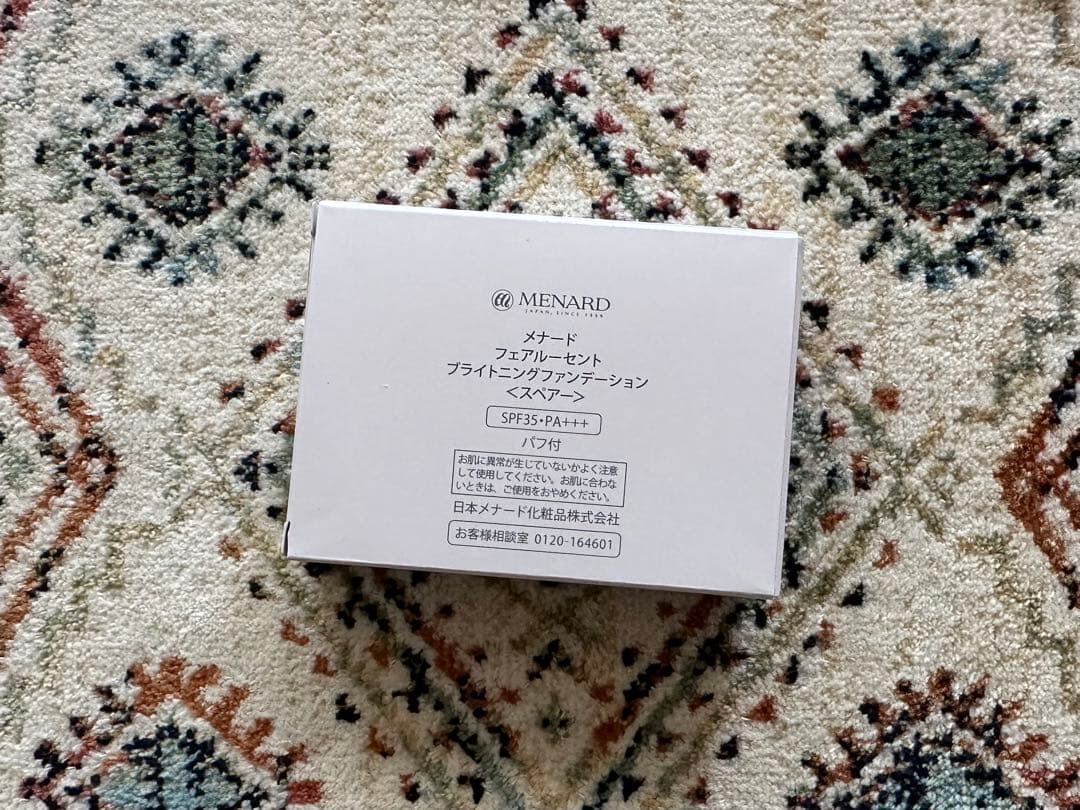 MENARD
JAPAN, SINCE 1959
メナード
フェアルーセント
ブライトニングファンデーション
＜スペアー＞
SPF35・PA+++
パフ付
お肌に異常が生じていないかよく注意
して使用してください。お肌に合わな
いときは、ご使用をおやめください。
日本メナード化粧品株式会社
お客様相談室 0120-164601